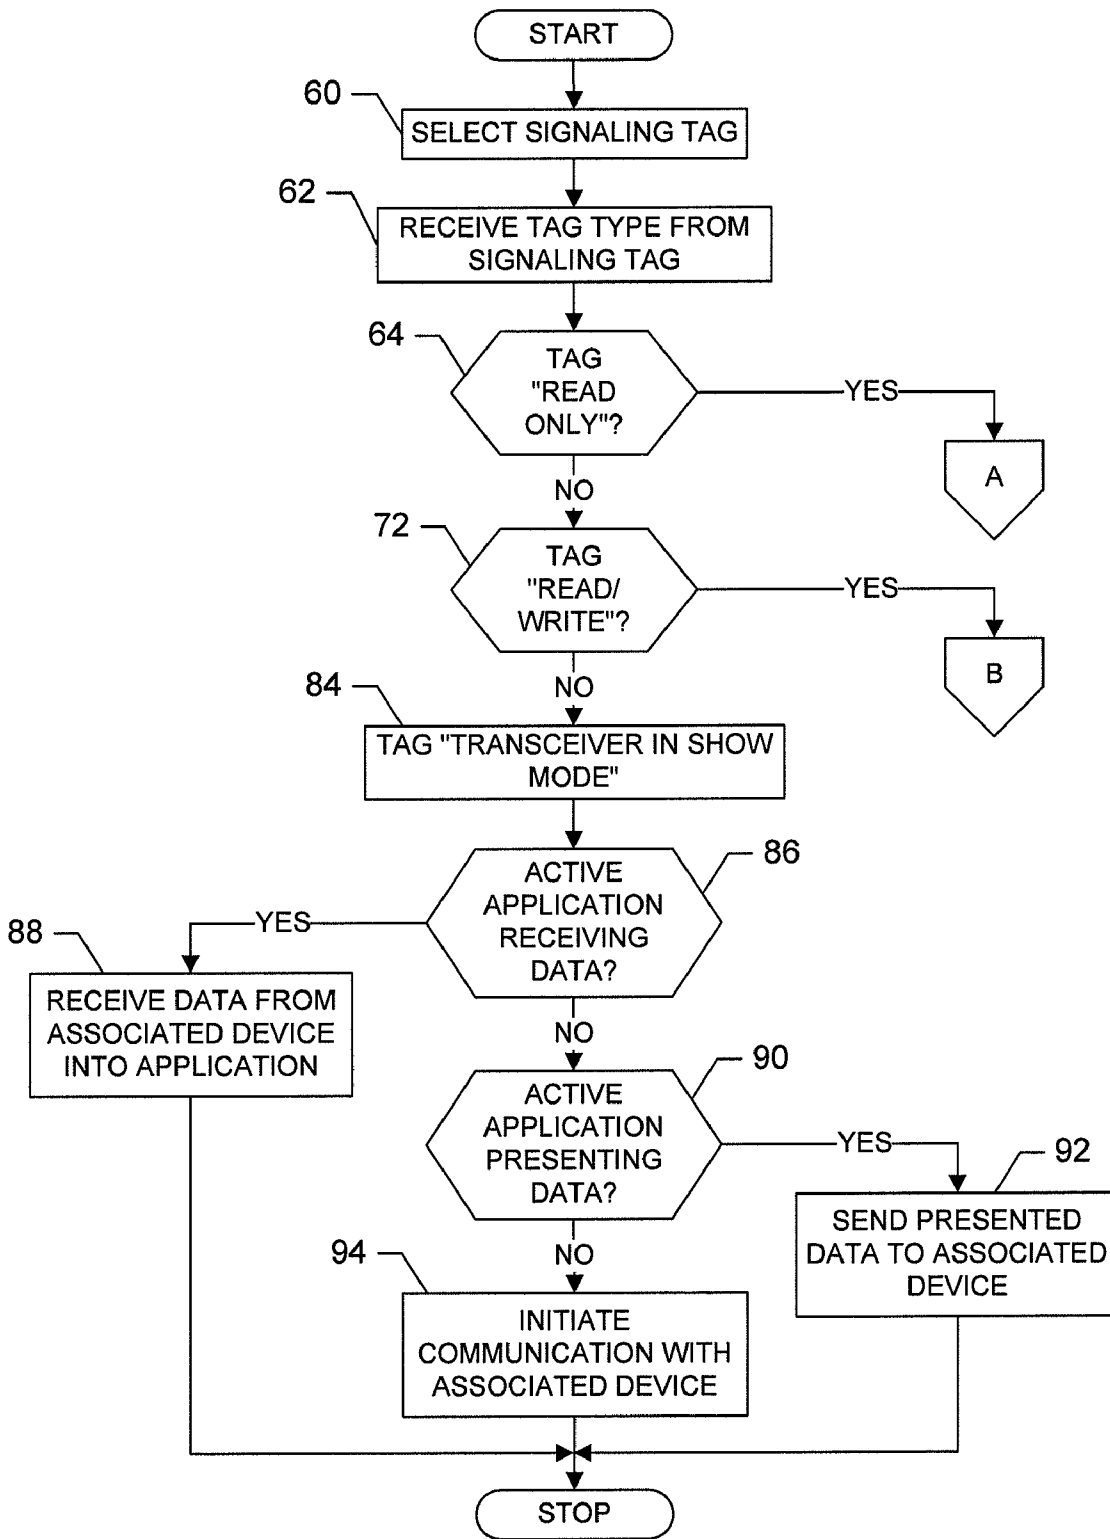 START
60
SELECT SIGNALING TAG
62
RECEIVE TAG TYPE FROM
SIGNALING TAG
64
TAG
"READ
ONLY"?
YES
A
NO
72
TAG
"READ/
WRITE"?
YES
B
NO
84
TAG "TRANSCEIVER IN SHOW
MODE"
86
ACTIVE
APPLICATION
RECEIVING
DATA?
YES
88
RECEIVE DATA FROM
ASSOCIATED DEVICE
INTO APPLICATION
NO
90
ACTIVE
APPLICATION
PRESENTING
DATA?
YES
92
SEND PRESENTED
DATA TO ASSOCIATED
DEVICE
NO
94
INITIATE
COMMUNICATION WITH
ASSOCIATED DEVICE
STOP